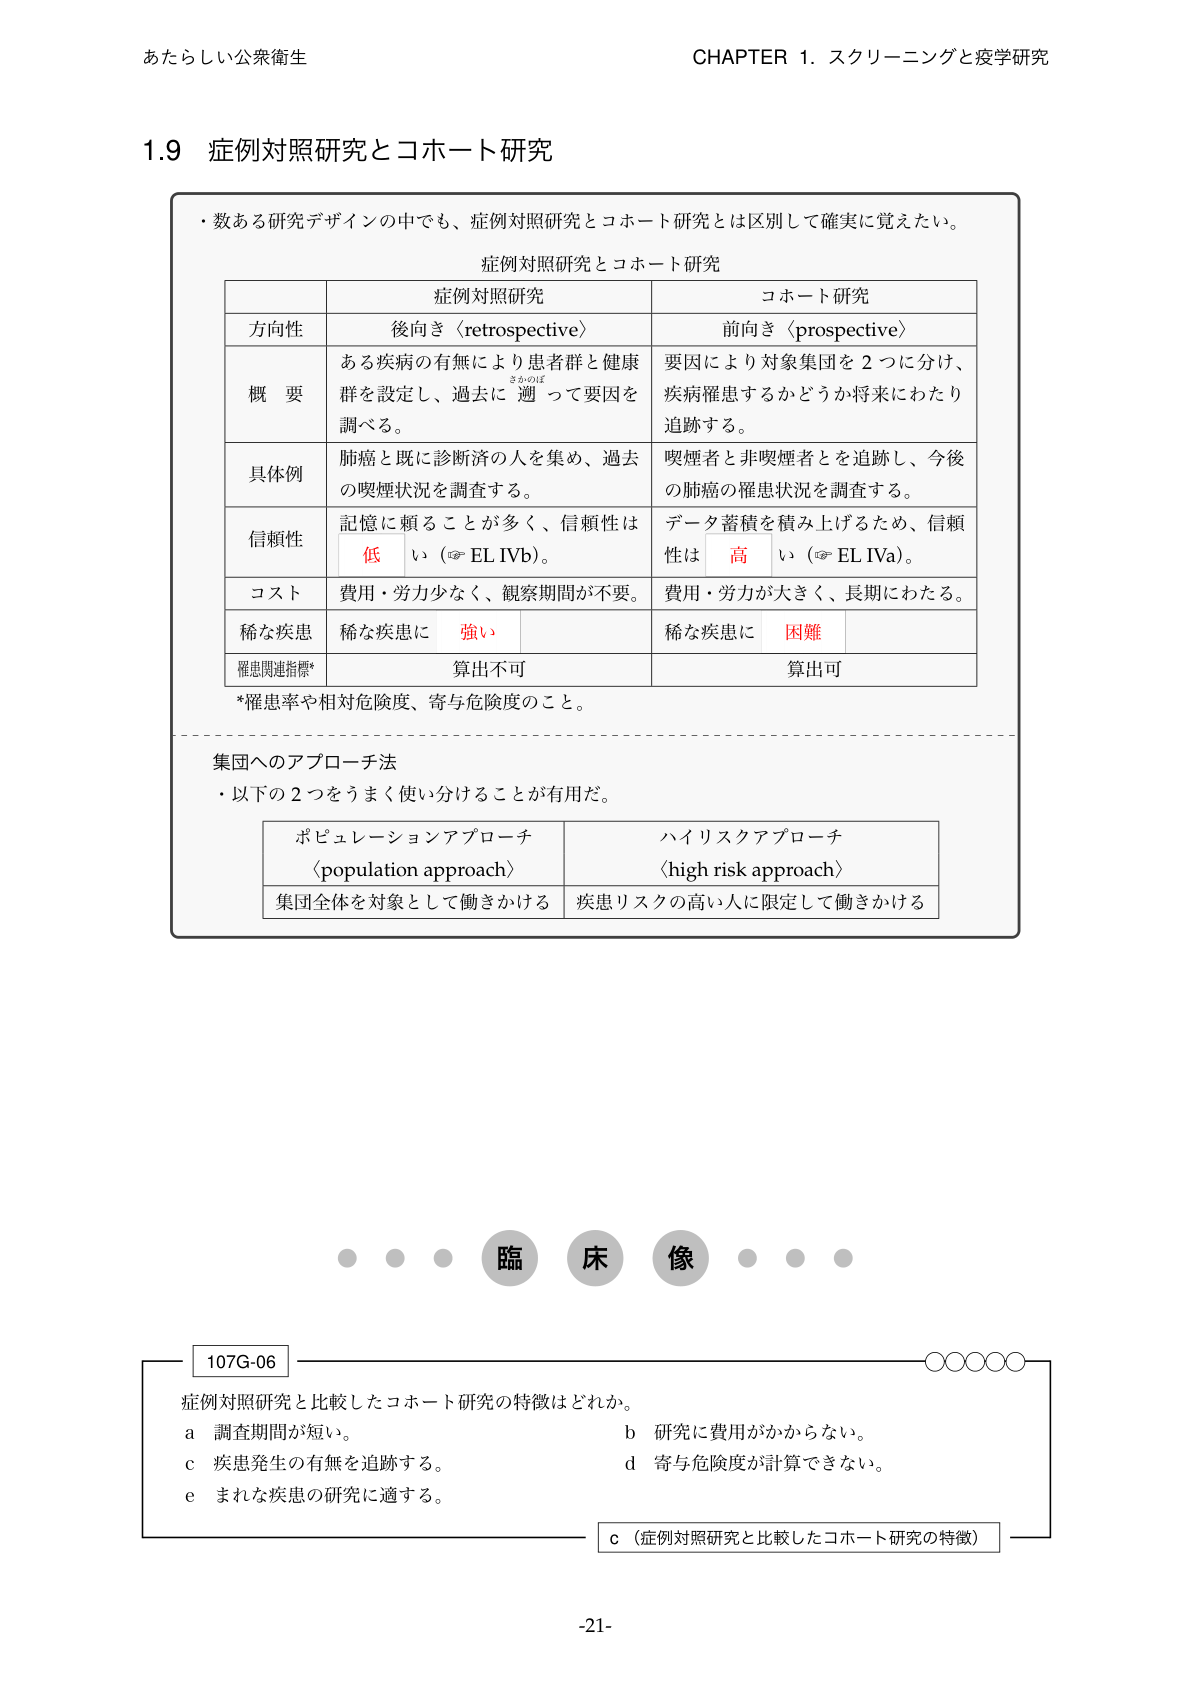 あたらしい公衆衛生
CHAPTER 1. スクリーニングと疫学研究
1.9 症例対照研究とコホート研究
・数ある研究デザインの中でも、症例対照研究とコホート研究とは区別して確実に覚えたい。
症例対照研究とコホート研究
症例対照研究 コホート研究
方向性 後向き〈retrospective〉 前向き〈prospective〉
概 要
ある疾病の有無により患者群と健康
さかのぼ
群を設定し、過去に 遡 って要因を
調べる。
要因により対象集団を 2 つに分け、
疾病罹患するかどうか将来にわたり
追跡する。
具体例
肺癌と既に診断済の人を集め、過去
の喫煙状況を調査する。
喫煙者と非喫煙者とを追跡し、今後
の肺癌の罹患状況を調査する。
信頼性
記憶に頼ることが多く、信頼性は
低 い（☞ EL IVb）。
データ蓄積を積み上げるため、信頼
性は 高 い（☞ EL IVa）。
コスト 費用・労力少なく、観察期間が不要。 費用・労力が大きく、長期にわたる。
稀な疾患 稀な疾患に 強い 稀な疾患に 困難
罹患関連指標* 算出不可 算出可
*罹患率や相対危険度、寄与危険度のこと。
集団へのアプローチ法
・以下の 2 つをうまく使い分けることが有用だ。
ポピュレーションアプローチ ハイリスクアプローチ
〈population approach〉 〈high risk approach〉
集団全体を対象として働きかける 疾患リスクの高い人に限定して働きかける
臨 床 像
107G-06
症例対照研究と比較したコホート研究の特徴はどれか。
a 調査期間が短い。 b 研究に費用がかからない。
c 疾患発生の有無を追跡する。 d 寄与危険度が計算できない。
e まれな疾患の研究に適する。
c （症例対照研究と比較したコホート研究の特徴）
-21-